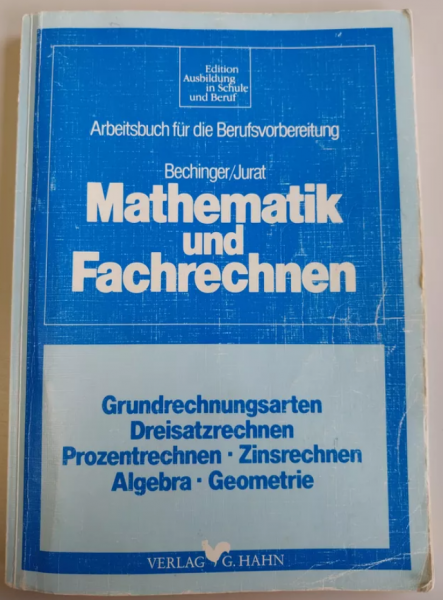 Edition
Ausbildung
in Schule
und Beruf
Arbeitsbuch für die Berufsvorbereitung
Bechinger/Jurat
Mathematik
und
Fachrechnen
Grundrechnungsarten
Dreisatzrechnen
Prozentrechnen · Zinsrechnen
Algebra · Geometrie
VERLAG G. HAHN